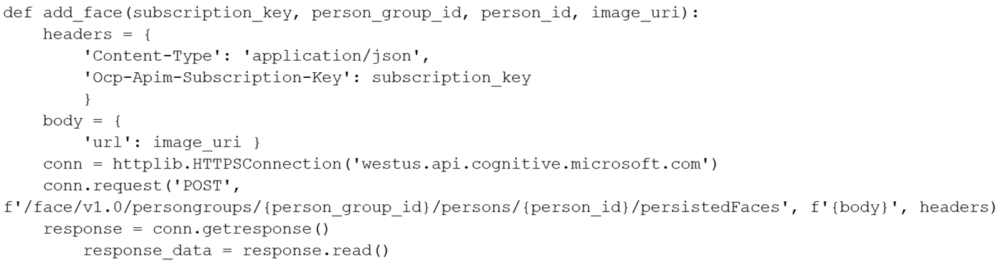 def add_face(subscription_key, person_group_id, person_id, image_uri):
    headers = {
        'Content-Type': 'application/json',
        'Ocp-Apim-Subscription-Key': subscription_key
        }
    body = {
        'url': image_uri }
    conn = httplib.HTTPSConnection('westus.api.cognitive.microsoft.com')
    conn.request('POST',
f'/face/v1.0/persongroups/{person_group_id}/persons/{person_id}/persistedFaces', f'{body}', headers)
    response = conn.getresponse()
        response_data = response.read()